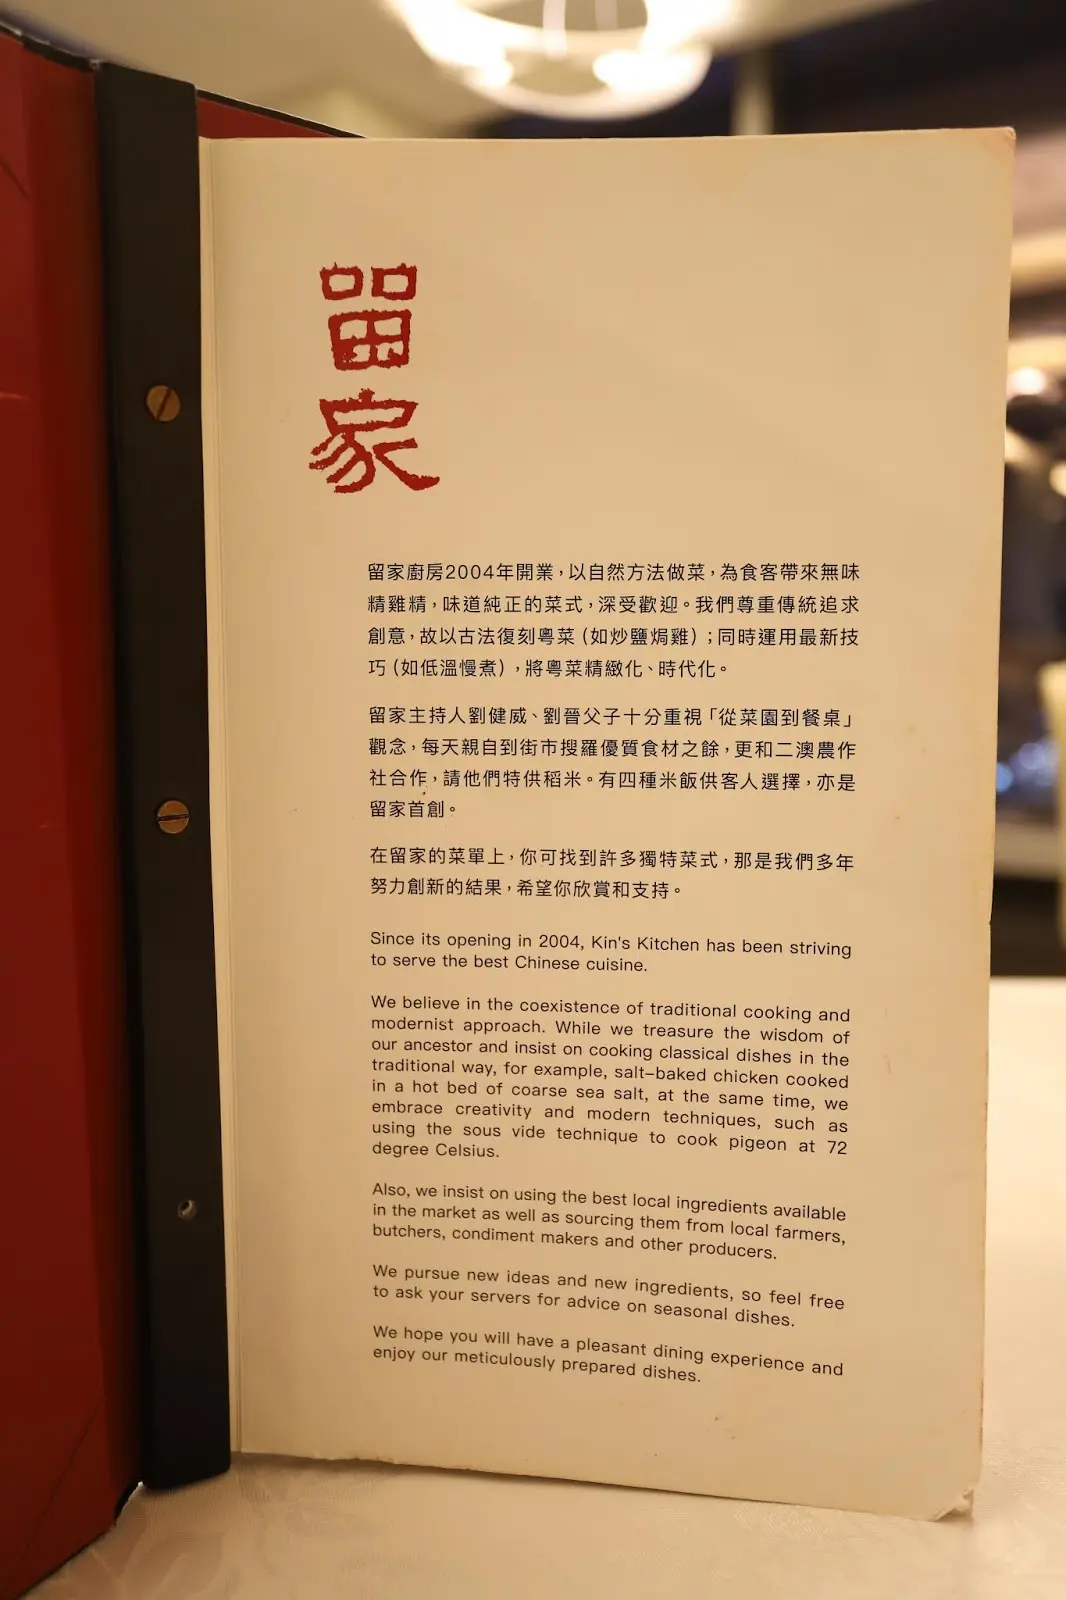 留
家
留家廚房2004年開業，以自然方法做菜，為食客帶來無味
精雞精，味道純正的菜式，深受歡迎。我們尊重傳統追求
創意，故以古法復刻粵菜（如炒鹽焗雞）；同時運用最新技
巧（如低溫慢煮），將粵菜精緻化、時代化。
留家主持人劉健威、劉晉父子十分重視「從菜園到餐桌」
觀念，每天親自到街市搜羅優質食材之餘，更和二澳農作
社合作，請他們特供稻米。有四種米飯供客人選擇，亦是
留家首創。
在留家的菜單上，你可找到許多獨特菜式，那是我們多年
努力創新的結果，希望你欣賞和支持。
Since its opening in 2004, Kin's Kitchen has been striving
to serve the best Chinese cuisine.
We believe in the coexistence of traditional cooking and
modernist approach. While we treasure the wisdom of
our ancestor and insist on cooking classical dishes in the
traditional way, for example, salt-baked chicken cooked
in a hot bed of coarse sea salt, at the same time, we
embrace creativity and modern techniques, such as
using the sous vide technique to cook pigeon at 72
degree Celsius.
Also, we insist on using the best local ingredients available
in the market as well as sourcing them from local farmers,
butchers, condiment makers and other producers.
We pursue new ideas and new ingredients, so feel free
to ask your servers for advice on seasonal dishes.
We hope you will have a pleasant dining experience and
enjoy our meticulously prepared dishes.